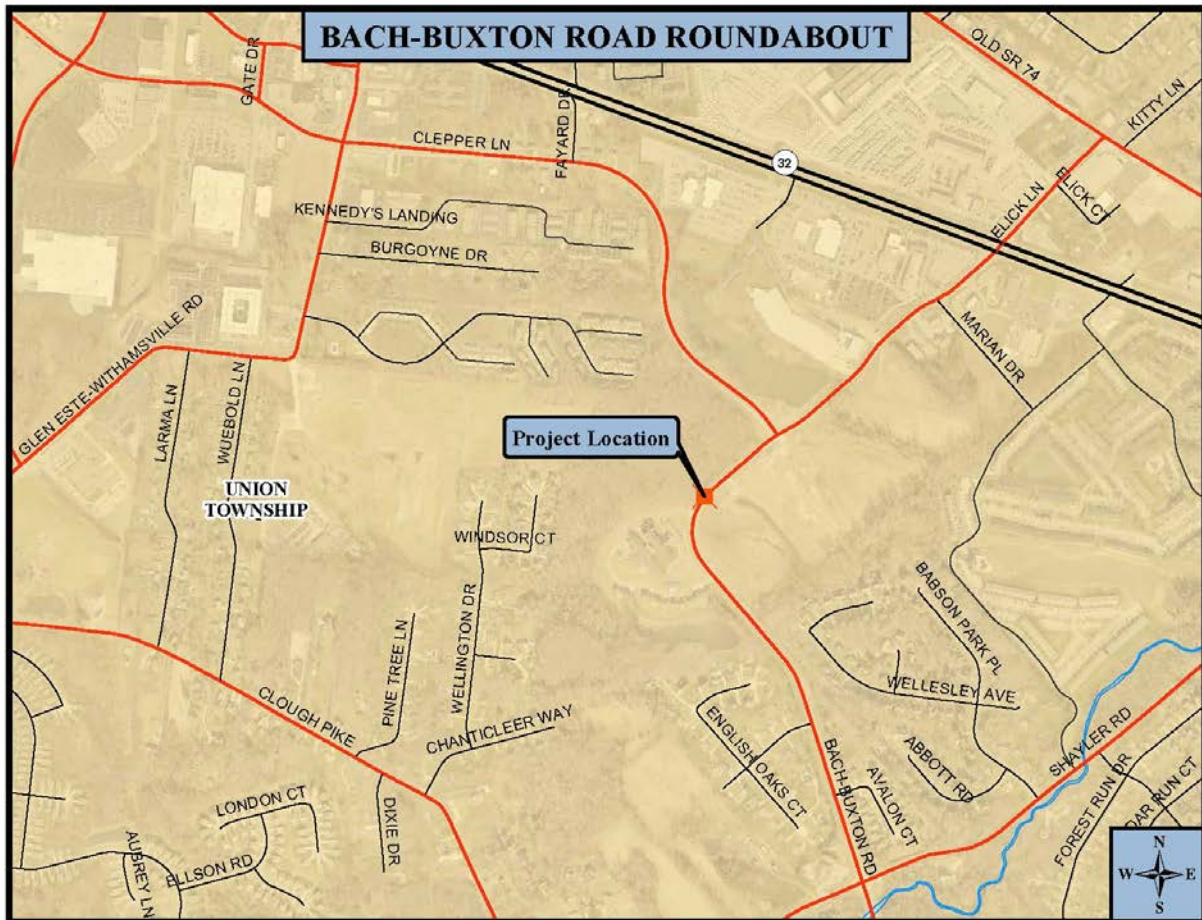 BACH-BUXTON ROAD ROUNDABOUT
OLD SR 74
GATE DR
KITTY LN
CLEPPER LN
FAYARD DR
32
ELICK CT
ELICK LN
KENNEDY'S LANDING
BURGOYNE DR
MARIAN DR
GLEN ESTE-WITHAMSVILLE RD
LARMA LN
WUEBOLD LN
Project Location
UNION
TOWNSHIP
WINDSOR CT
WELLINGTON DR
BABSON PARK PL
PINE TREE LN
WELLESLEY AVE
CLOUGH PIKE
CHANTICLEER WAY
ENGLISH OAKS CT
BACH-BUXTON RD
ABBOTT RD
SHAYLER RD
AVALON CT
FOREST RUN DR
DAR RUN CT
LONDON CT
DIXIE DR
AUBREY LN
ELLSON RD
N
W E
S